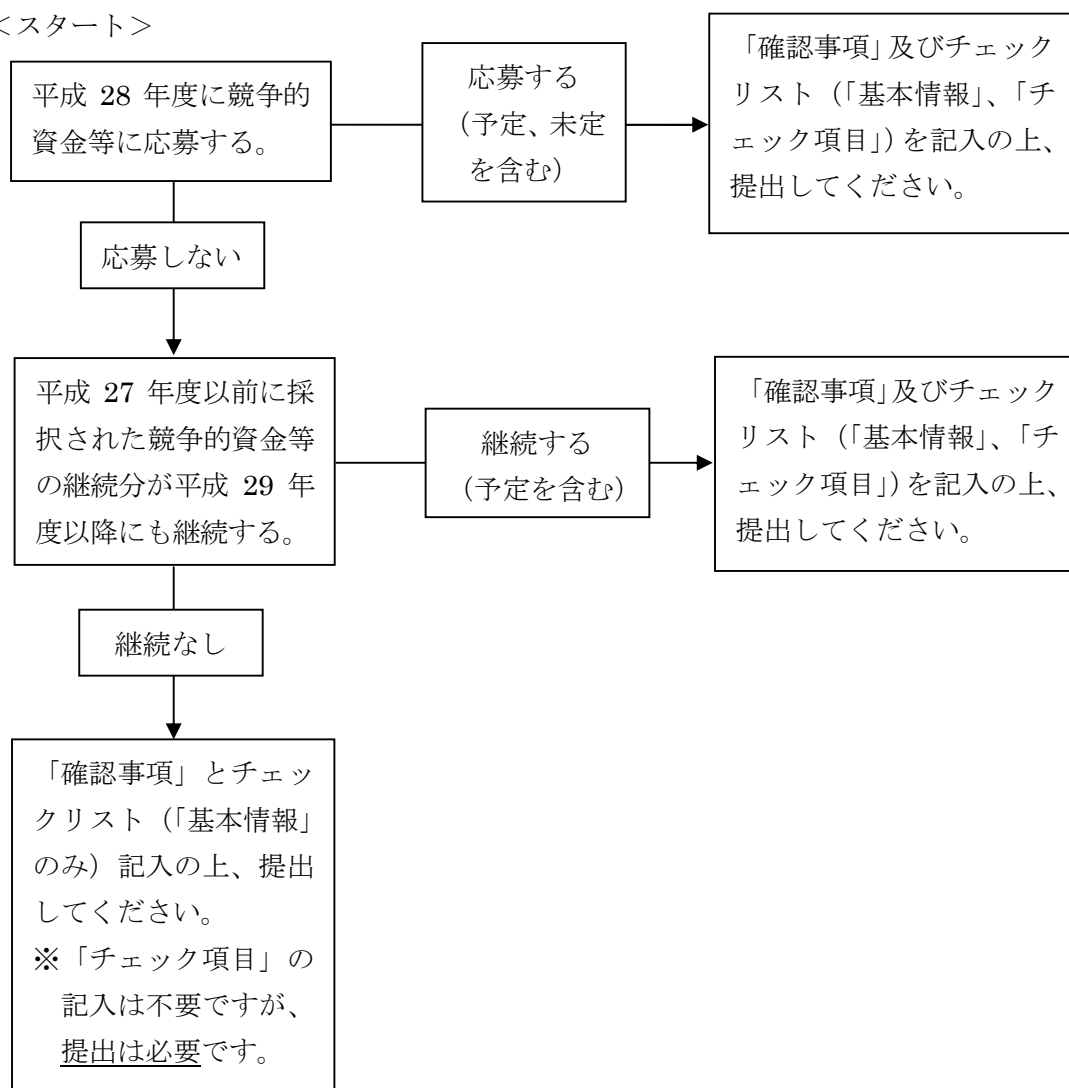 ＜スタート＞
平成 28 年度に競争的
資金等に応募する。
応募する
（予定、未定
を含む）
「確認事項」及びチェック
リスト（「基本情報」、「チ
ェック項目」）を記入の上、
提出してください。
応募しない
平成 27 年度以前に採
択された競争的資金等
の継続分が平成 29 年
度以降にも継続する。
継続する
（予定を含む）
「確認事項」及びチェック
リスト（「基本情報」、「チ
ェック項目」）を記入の上、
提出してください。
継続なし
「確認事項」とチェッ
クリスト（「基本情報」
のみ）記入の上、提出
してください。
※「チェック項目」の
記入は不要ですが、
提出は必要です。